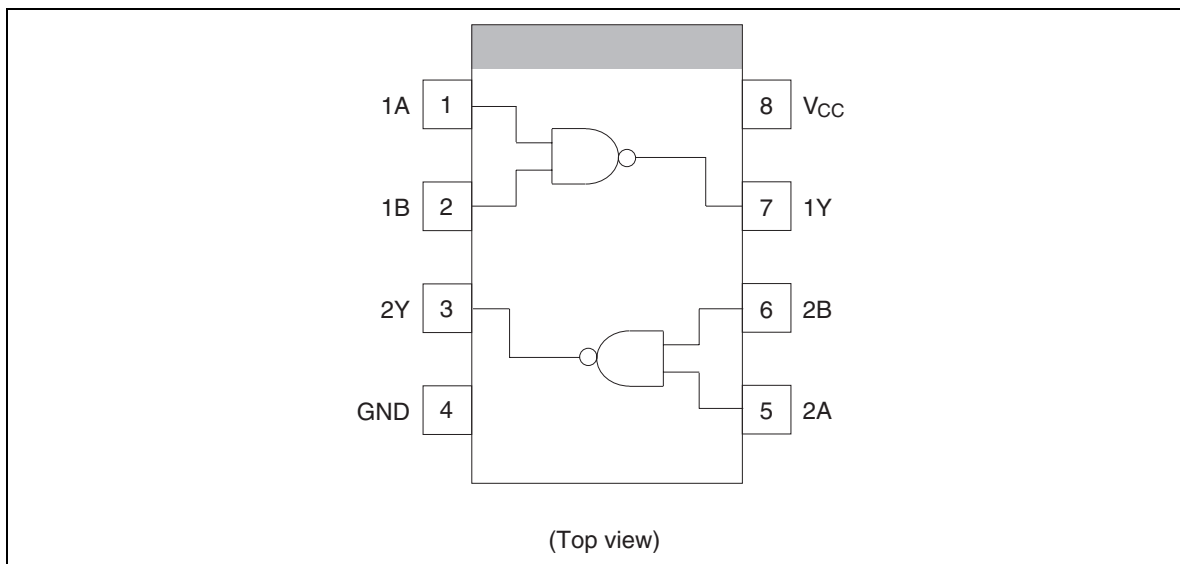 1A 1 8 VCC
1B 2 7 1Y
2Y 3 6 2B
GND 4 5 2A
(Top view)